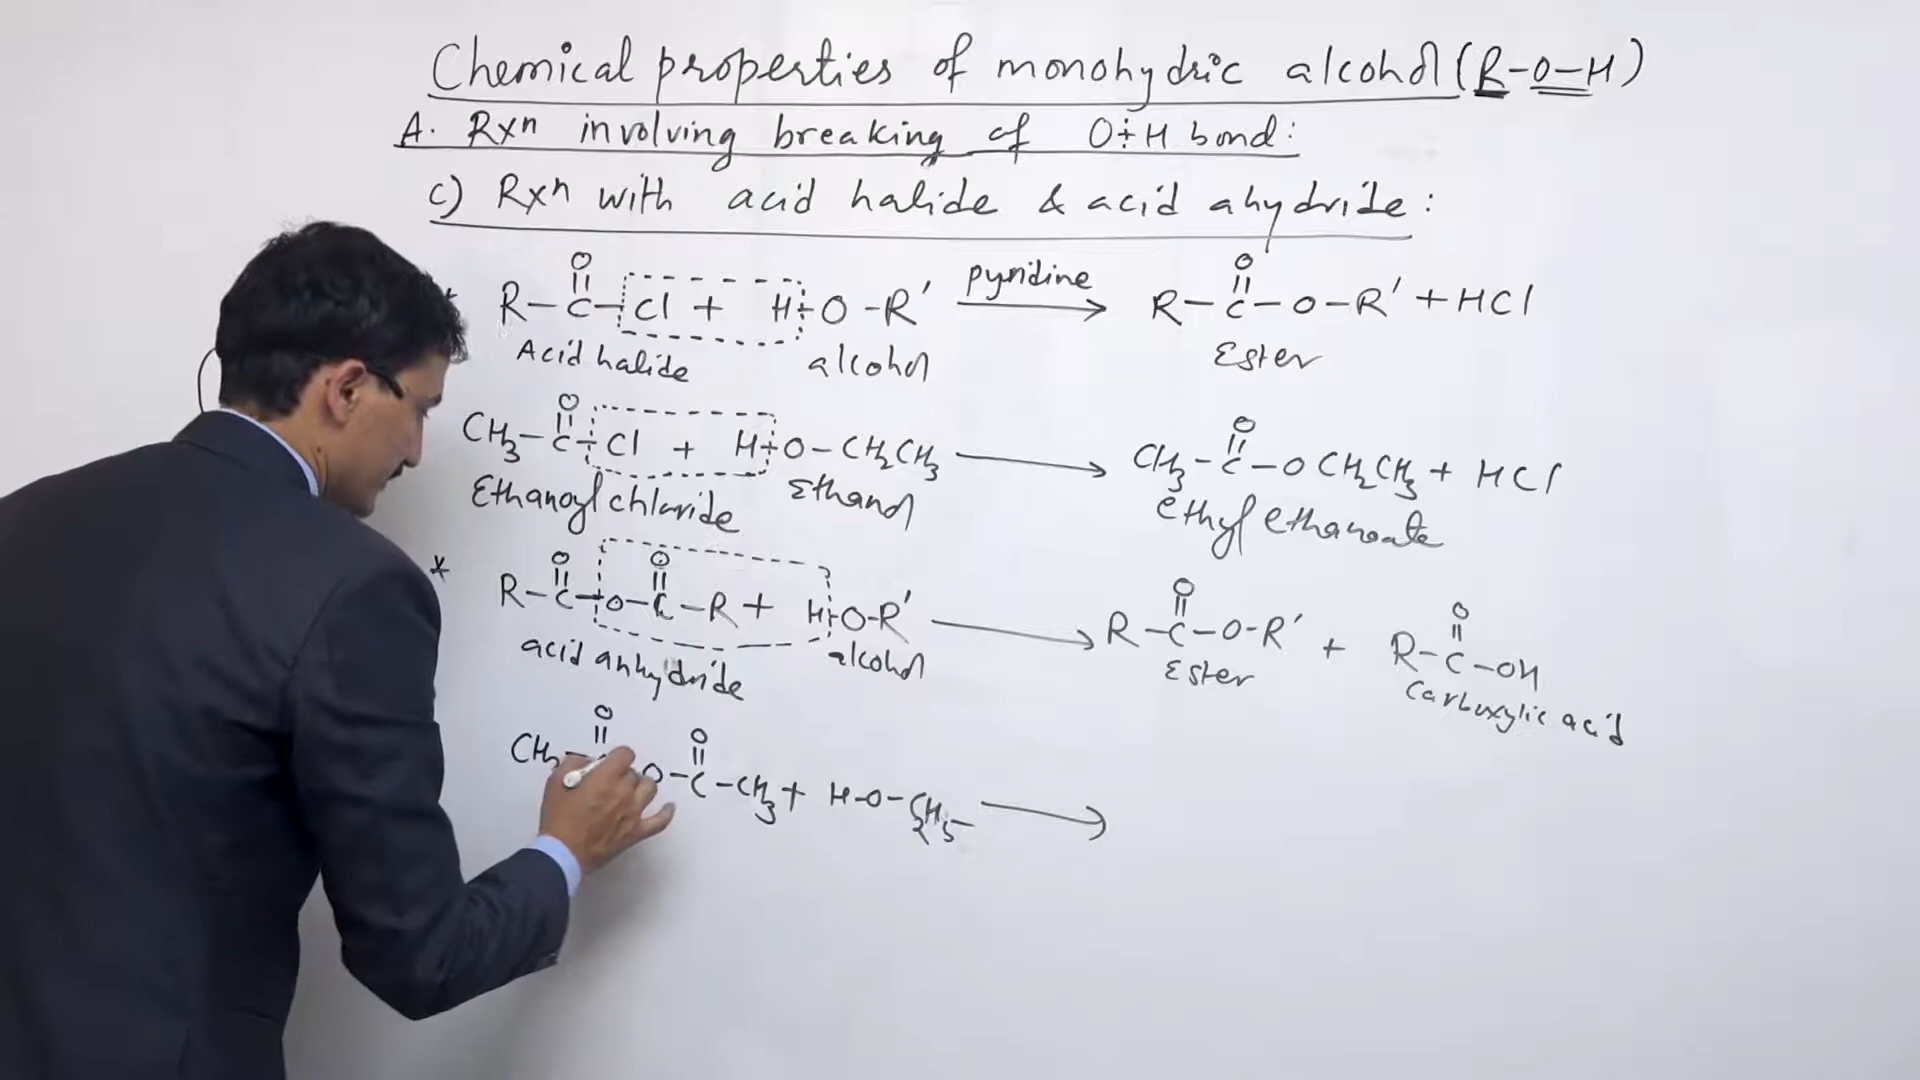 Chemical properties of monohydric alcohol (R-O-H)
A. Rxn involving breaking of O÷H bond:
c) Rxn with acid halide & acid ahydride:
O O
|| pyridine ||
R-C-Cl + H-O-R' → R-C-O-R' + HCl
Acid halide alcohol Ester
O O
|| ||
CH3-C-Cl + H-O-CH2CH3 → CH3-C-OCH2CH3 + HCl
Ethanoyl chloride Ethanol ethyl ethanoate
O O O O
|| || || ||
* R-C-O-C-R + H-O-R' → R-C-O-R' + R-C-OH
acid anhydride alcohol Ester Carboxylic acid
O O
|| ||
CH3- O-C-CH3 + H-O-C2H5 →